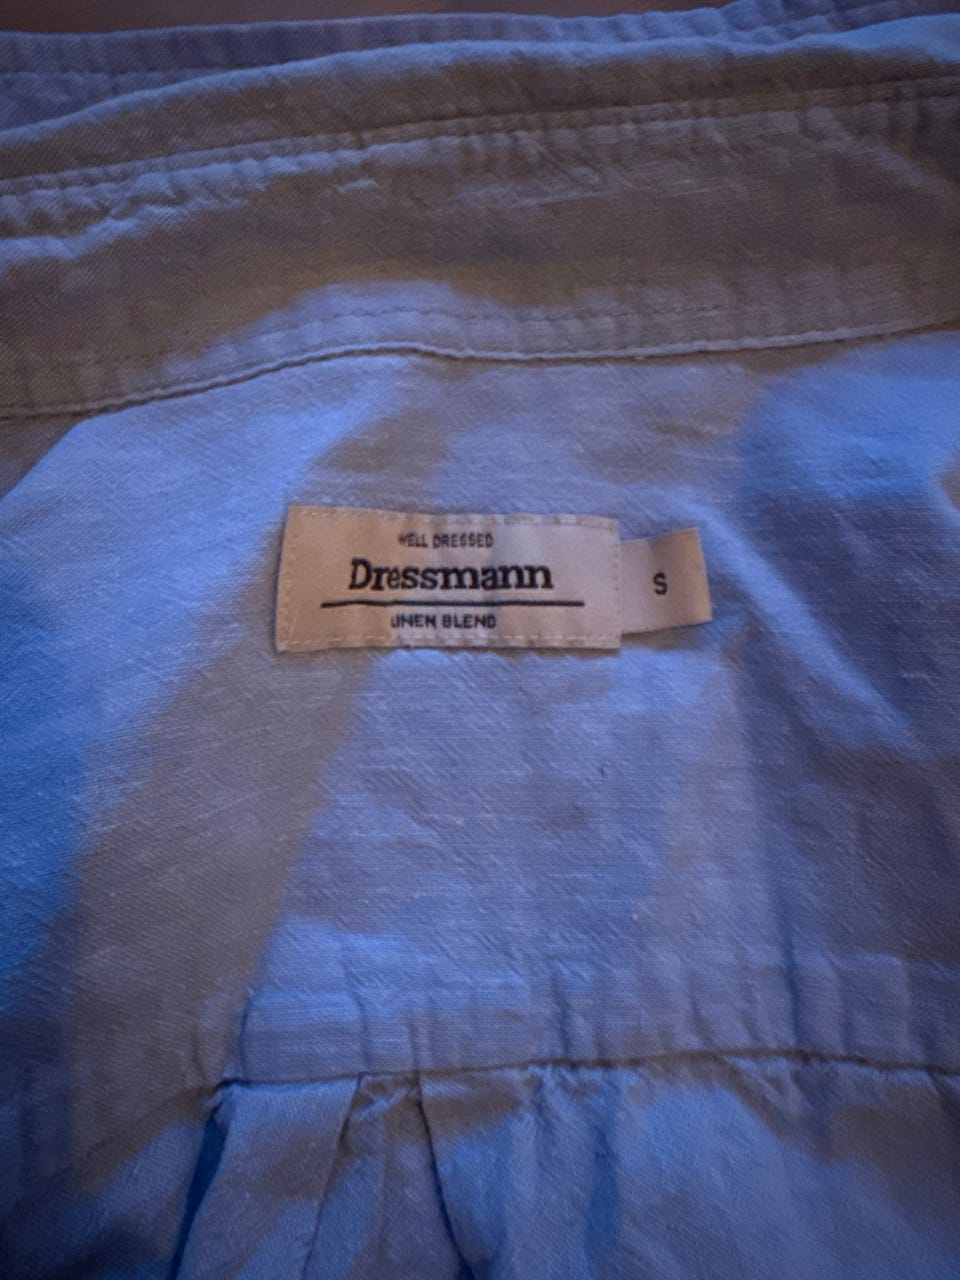 WELL DRESSED
Dressmann
LINEN BLEND
S